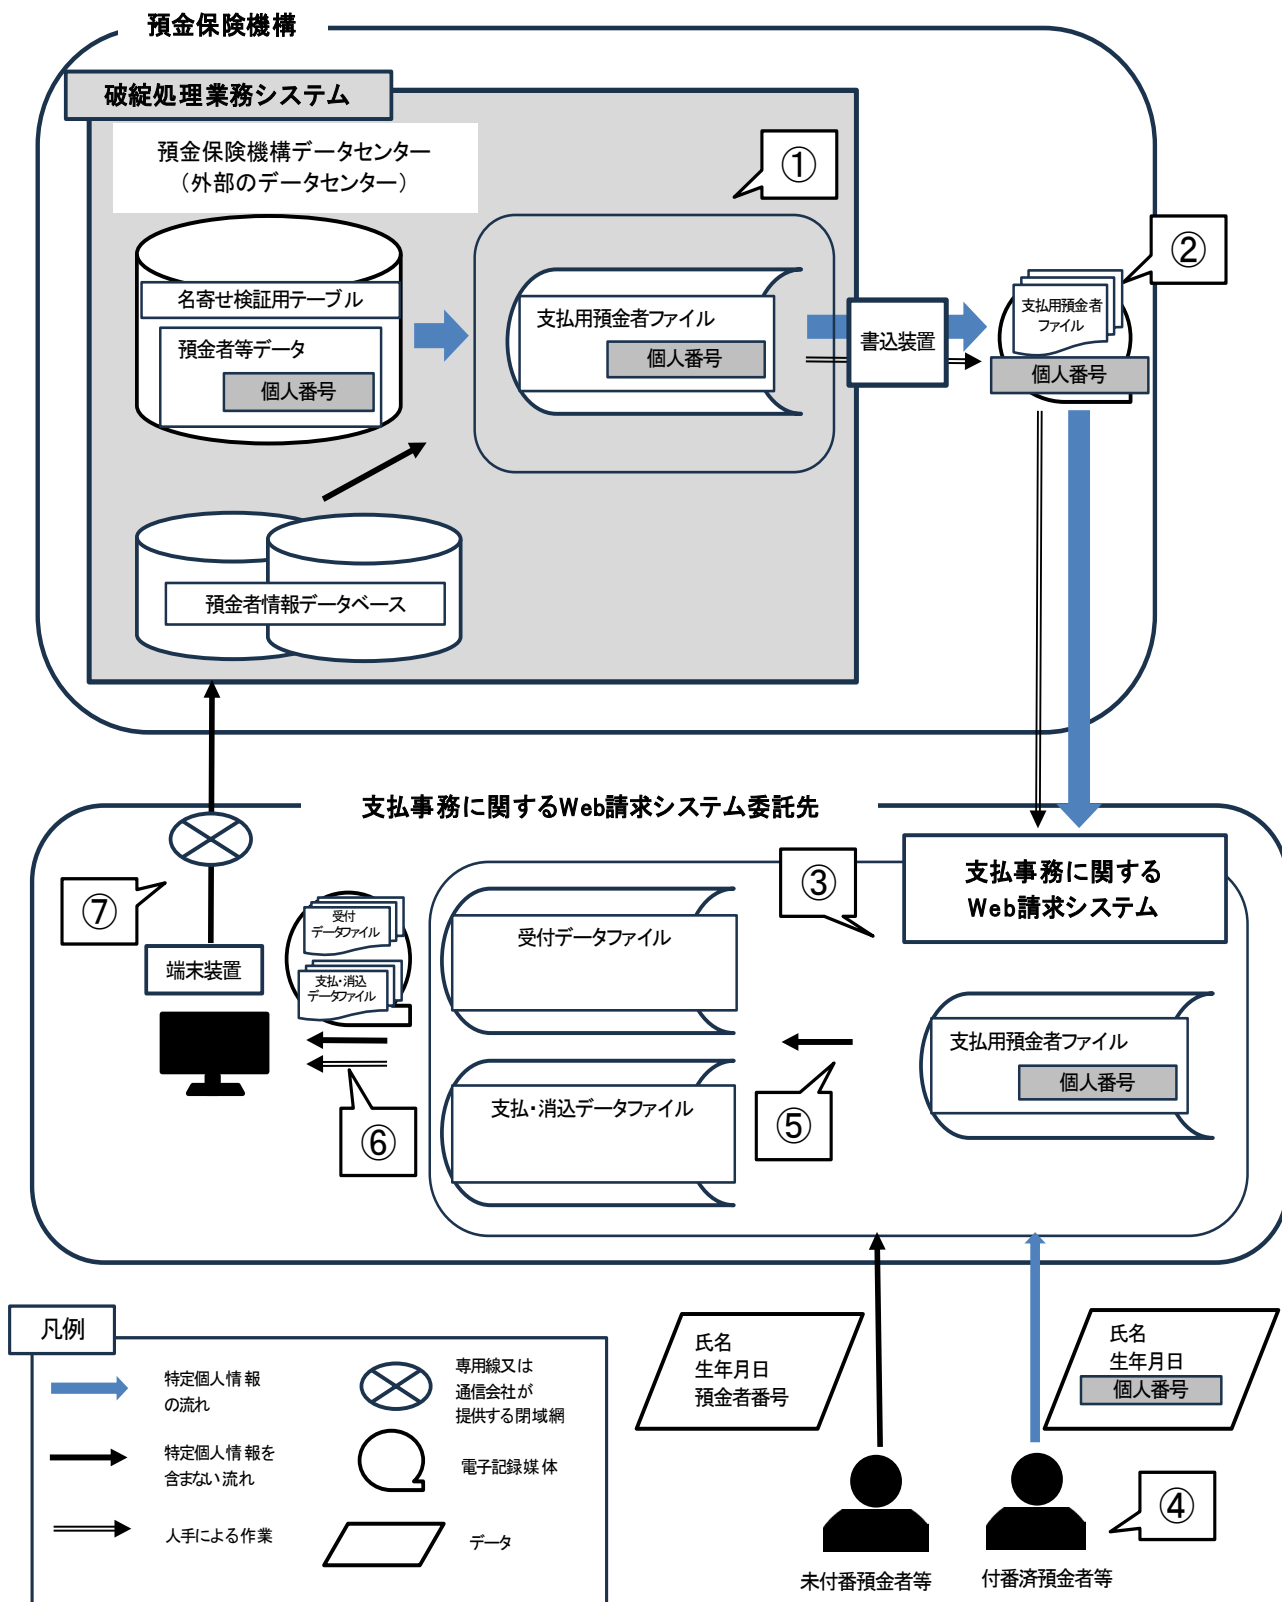 預金保険機構
破綻処理業務システム
預金保険機構データセンター
（外部のデータセンター）
①
②
名寄せ検証用テーブル
預金者等データ
個人番号
支払用預金者ファイル
個人番号
書込装置
支払用預金者
ファイル
個人番号
預金者情報データベース
支払事務に関するWeb請求システム委託先
支払事務に関する
Web請求システム
③
⑦
受付
データファイル
支払・消込
データファイル
端末装置
受付データファイル
支払用預金者ファイル
個人番号
支払・消込データファイル
⑤
⑥
凡例
特定個人情報
の流れ
専用線又は
通信会社が
提供する閉域網
特定個人情報を
含まない流れ
電子記録媒体
人手による作業
データ
氏名
生年月日
預金者番号
氏名
生年月日
個人番号
④
未付番預金者等
付番済預金者等